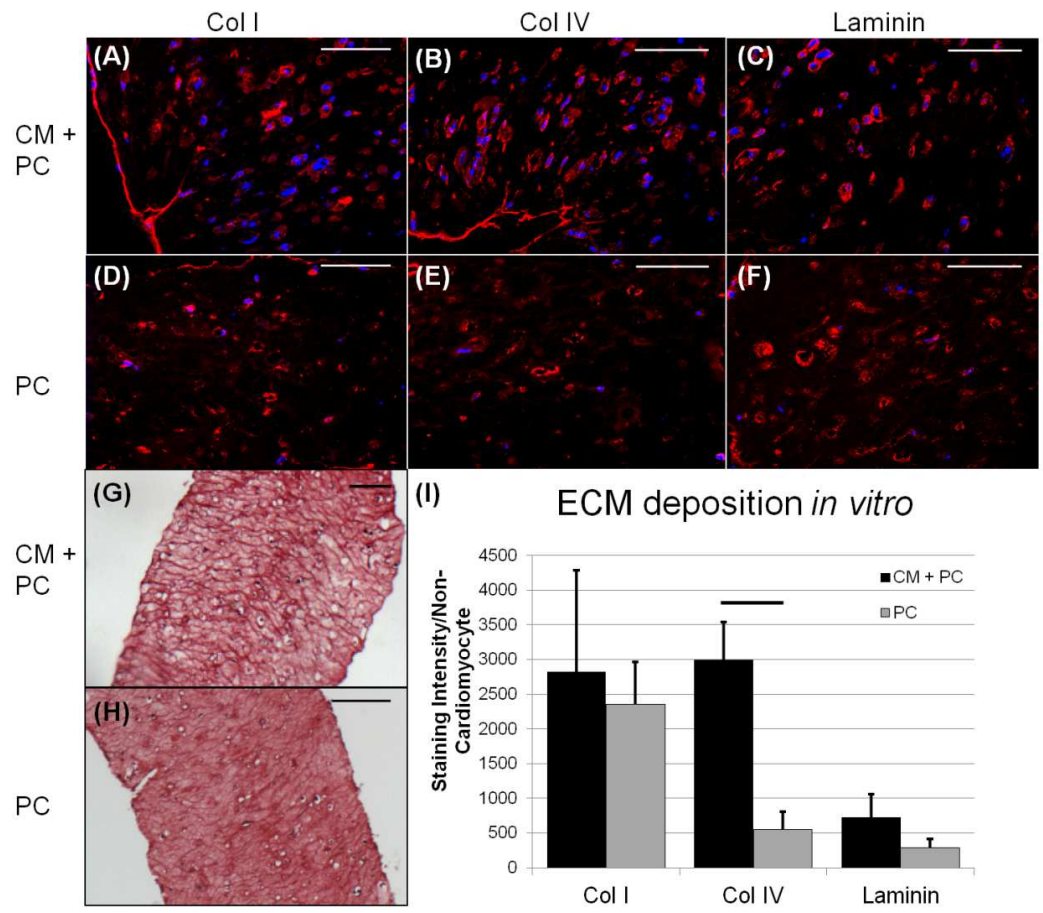 Col I
Col IV
Laminin
CM +
PC
(A)
(B)
(C)
PC
(D)
(E)
(F)
CM +
PC
(G)
PC
(H)
(I)
ECM deposition in vitro
Staining Intensity/Non-
Cardiomyocyte
4500
4000
3500
3000
2500
2000
1500
1000
500
0
CM + PC
PC
Col I
Col IV
Laminin